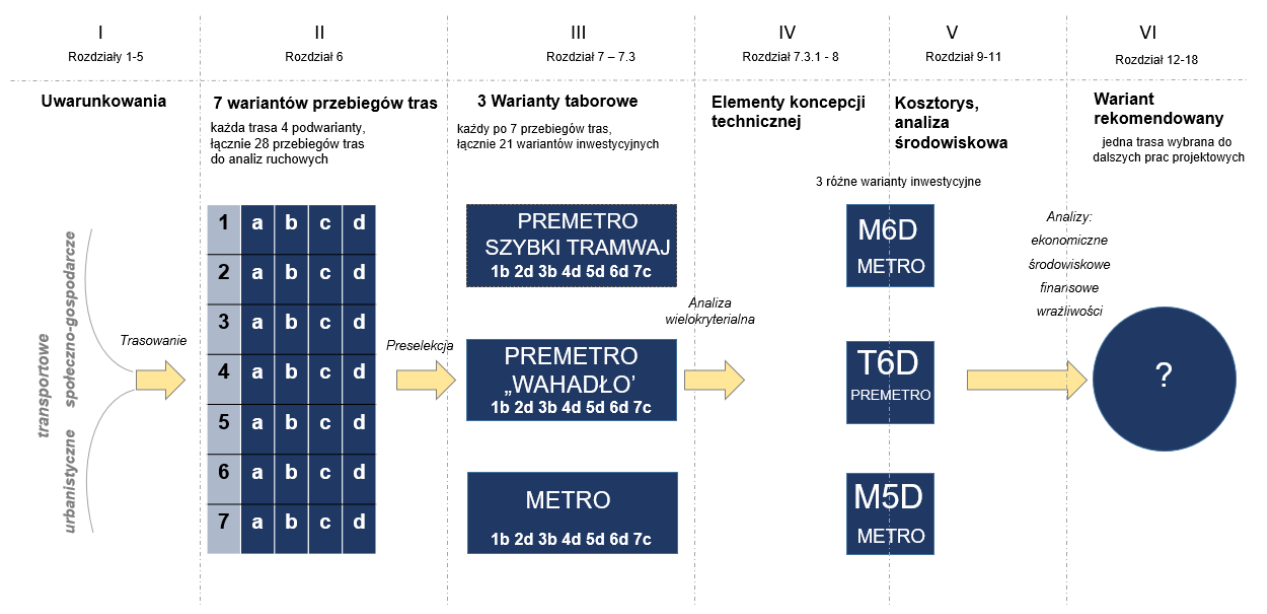 I
Rozdziały 1-5
Uwarunkowania
transportowe
społeczno-gospodarcze
urbanistyczne
Trasowanie
II
Rozdział 6
7 wariantów przebiegów tras
każda trasa 4 podwarianty,
łącznie 28 przebiegów tras
do analiz ruchowych
1 a b c d
2 a b c d
3 a b c d
4 a b c d
5 a b c d
6 a b c d
7 a b c d
Preselekcja
III
Rozdział 7 – 7.3
3 Warianty taborowe
każdy po 7 przebiegów tras,
łącznie 21 wariantów inwestycyjnych
PREMETRO
SZYBKI TRAMWAJ
1b 2d 3b 4d 5d 6d 7c
PREMETRO
„WAHADŁO’
1b 2d 3b 4d 5d 6d 7c
METRO
1b 2d 3b 4d 5d 6d 7c
Analiza
wielokryterialna
IV
Rozdział 7.3.1 - 8
Elementy koncepcji
technicznej
V
Rozdział 9-11
Kosztorys,
analiza
środowiskowa
3 różne warianty inwestycyjne
M6D
METRO
T6D
PREMETRO
M5D
METRO
VI
Rozdział 12-18
Wariant
rekomendowany
jedna trasa wybrana do
dalszych prac projektowych
Analizy:
ekonomiczne
środowiskowe
finansowe
wrażliwości
?